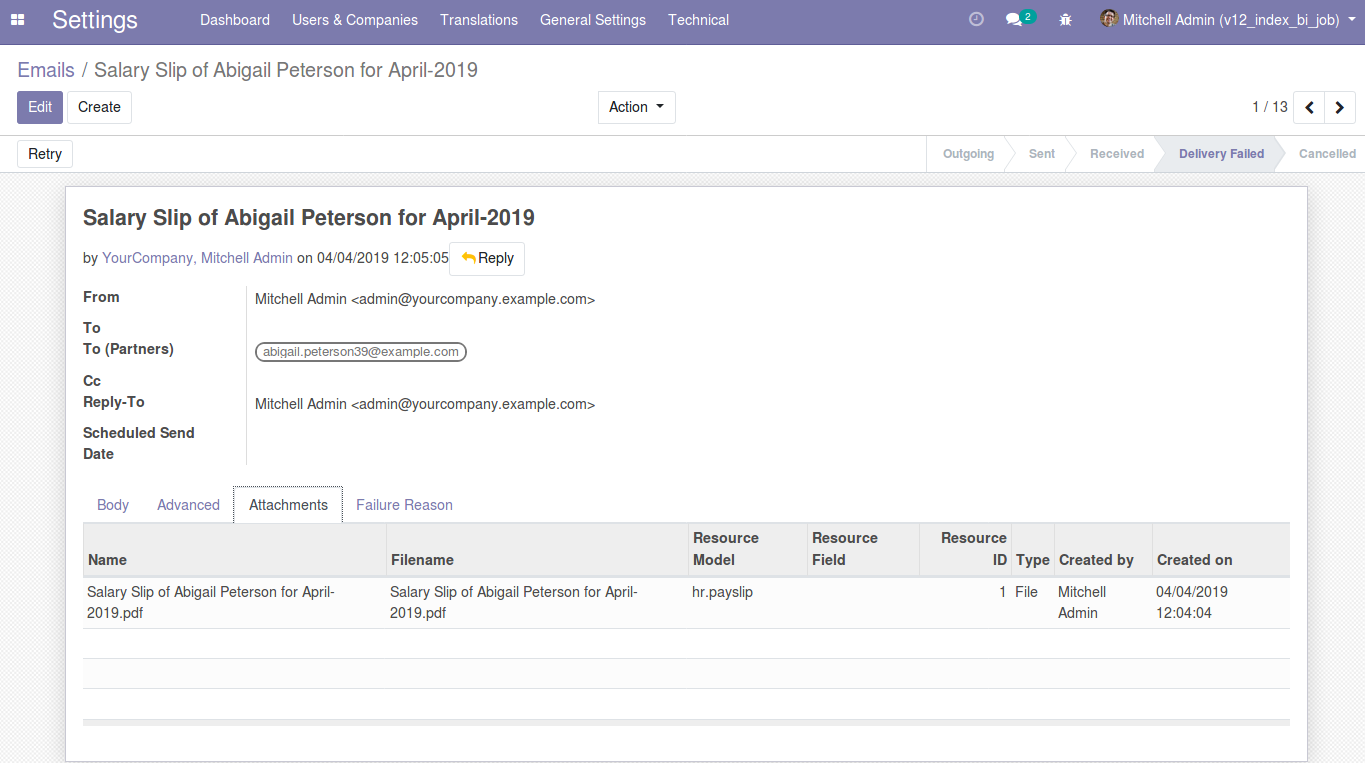 Settings Dashboard Users & Companies Translations General Settings Technical 2 Mitchell Admin (v12_index_bi_job)
Emails / Salary Slip of Abigail Peterson for April-2019
Edit Create Action 1 / 13
Retry Outgoing Sent Received Delivery Failed Cancelled
Salary Slip of Abigail Peterson for April-2019
by YourCompany, Mitchell Admin on 04/04/2019 12:05:05 Reply
From Mitchell Admin <admin@yourcompany.example.com>
To
To (Partners) abigail.peterson39@example.com
Cc
Reply-To Mitchell Admin <admin@yourcompany.example.com>
Scheduled Send
Date
Body Advanced Attachments Failure Reason
Resource Resource Resource
Name Filename Model Field ID Type Created by Created on
Salary Slip of Abigail Peterson for April- Salary Slip of Abigail Peterson for April- hr.payslip 1 File Mitchell 04/04/2019
2019.pdf 2019.pdf Admin 12:04:04